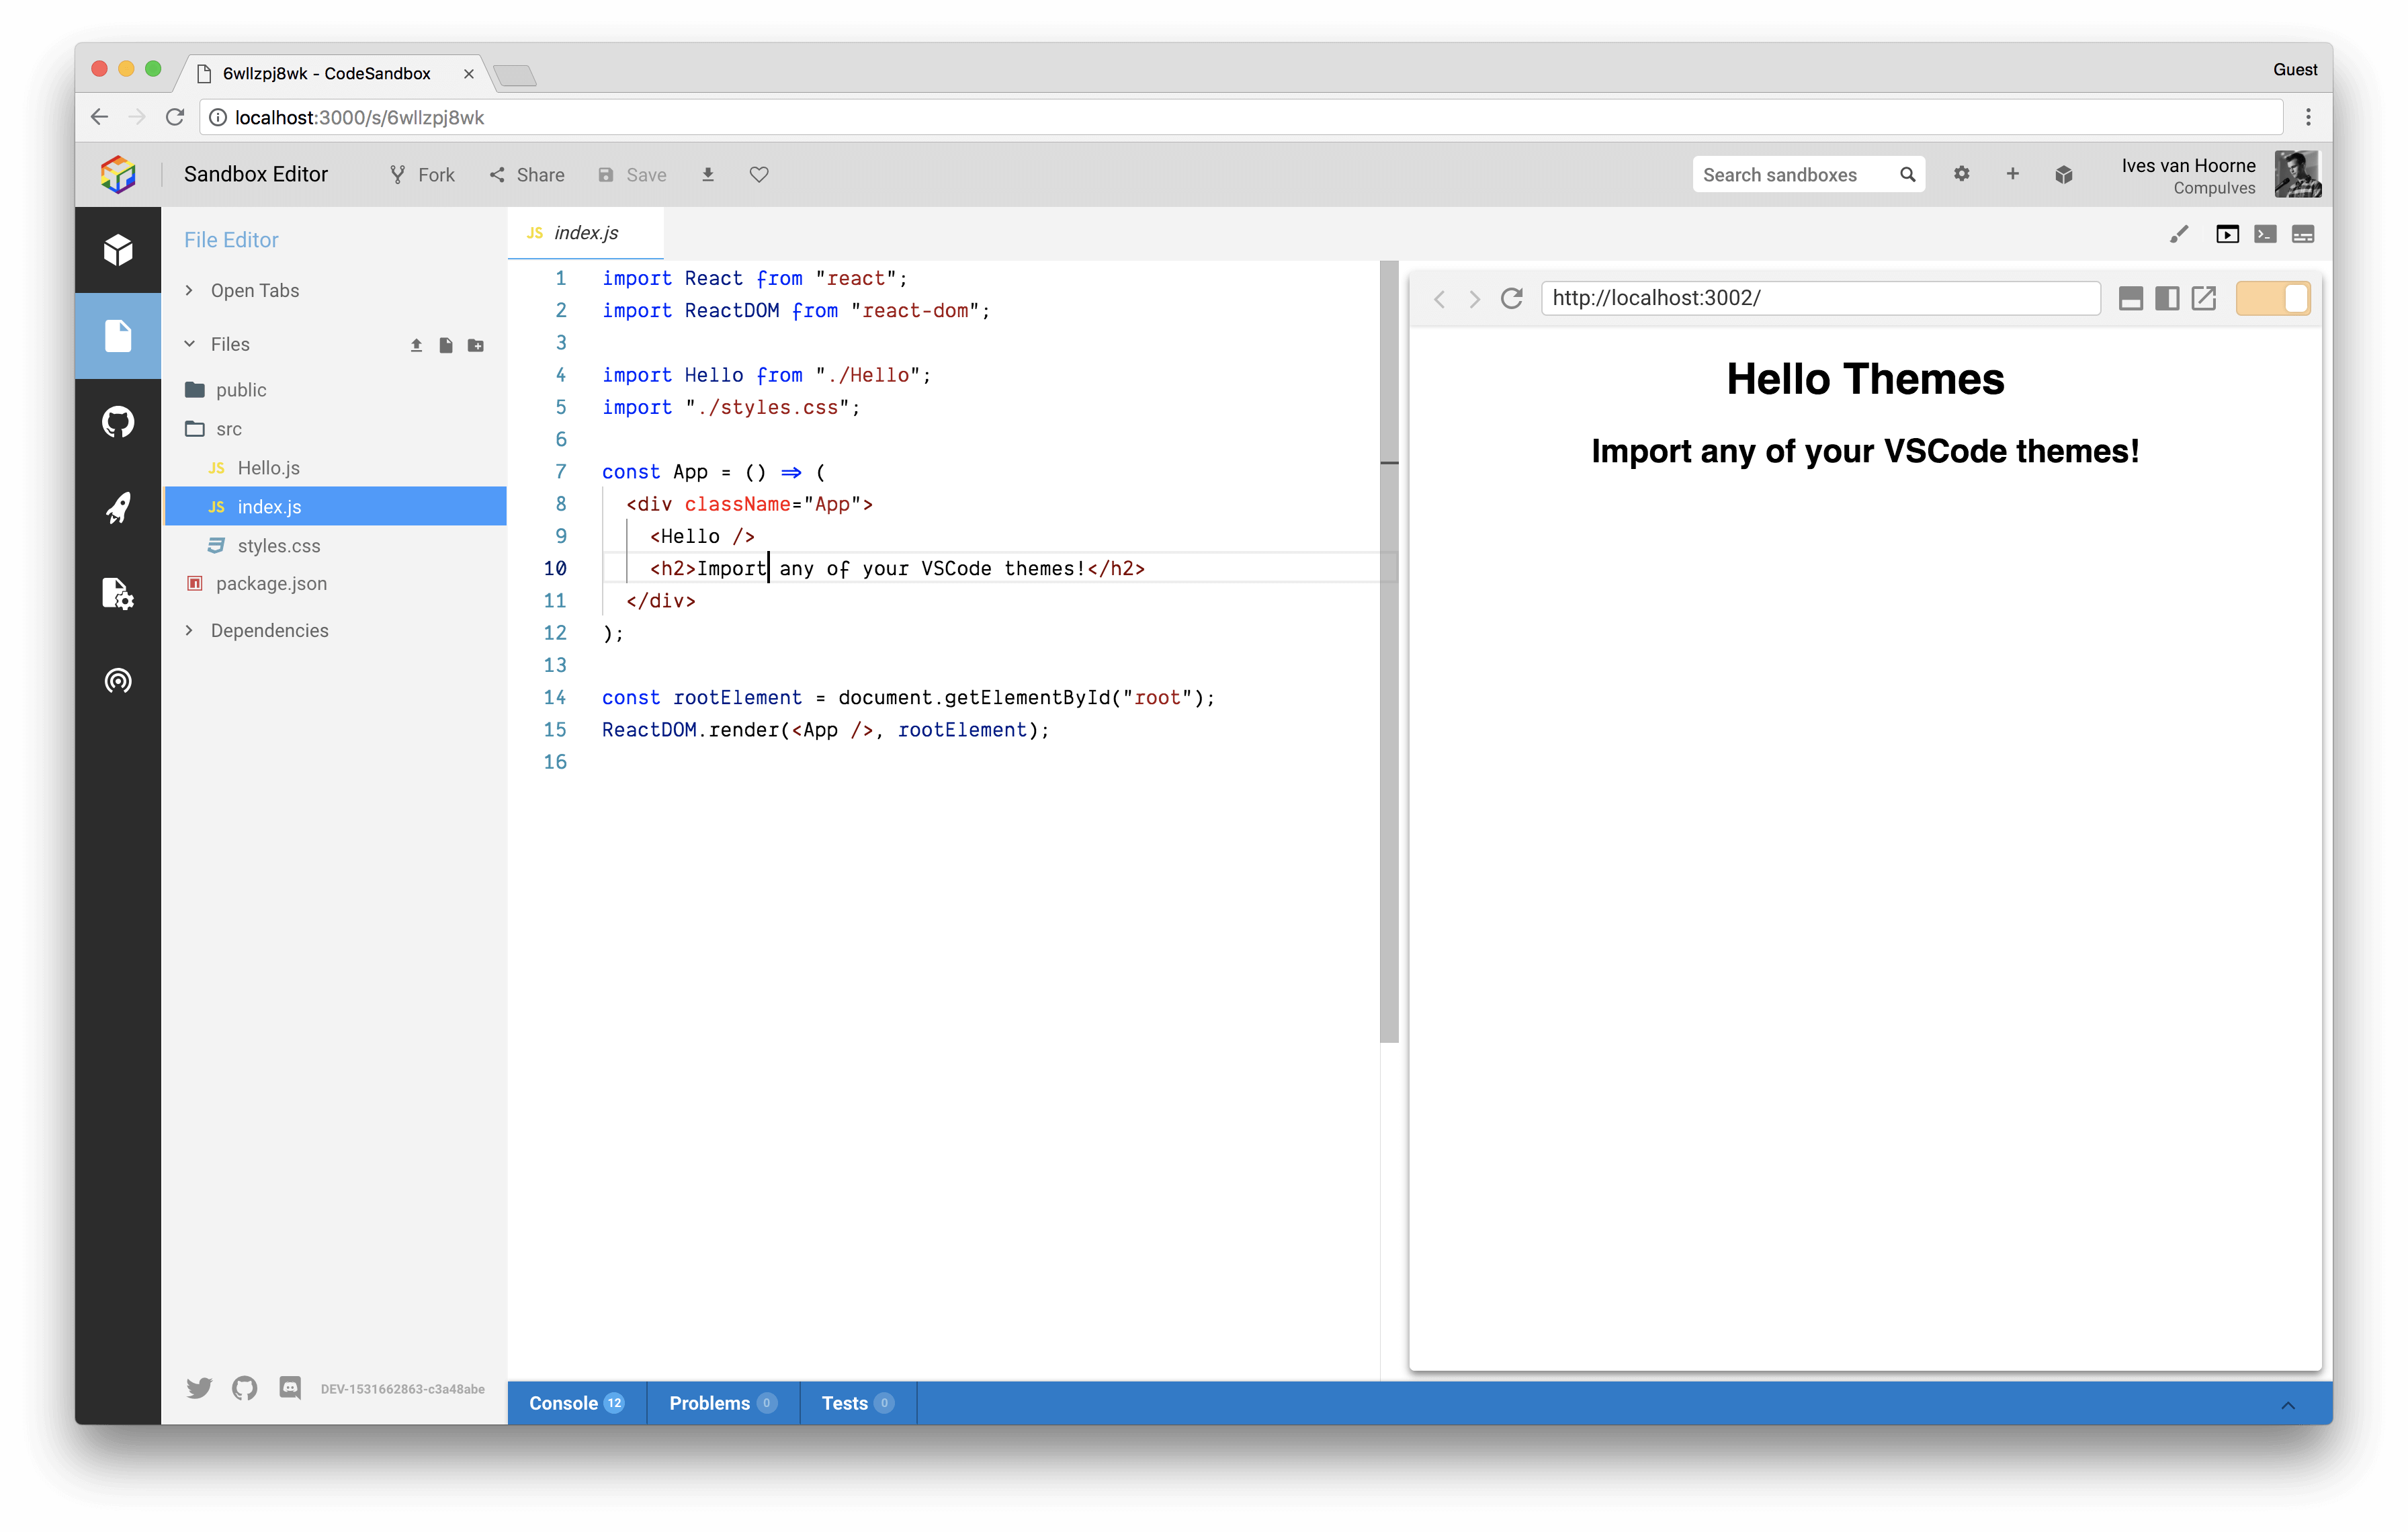 6wllzpj8wk - CodeSandbox
Guest
localhost:3000/s/6wllzpj8wk
Sandbox Editor Fork Share Save
Search sandboxes
Ives van Hoorne
CompuIves
File Editor
Open Tabs
Files
public
src
JS Hello.js
JS index.js
styles.css
package.json
Dependencies
DEV-1531662863-c3a48abe
JS index.js
1 import React from "react";
2 import ReactDOM from "react-dom";
3
4 import Hello from "./Hello";
5 import "./styles.css";
6
7 const App = () => (
8 <div className="App">
9 <Hello />
10 <h2>Import any of your VSCode themes!</h2>
11 </div>
12 );
13
14 const rootElement = document.getElementById("root");
15 ReactDOM.render(<App />, rootElement);
16
http://localhost:3002/
Hello Themes
Import any of your VSCode themes!
Console 12 Problems 0 Tests 0